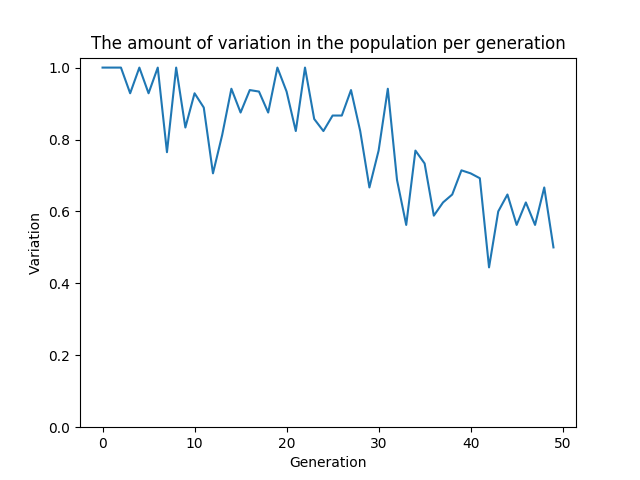 The amount of variation in the population per generation
1.0
0.8
0.6
0.4
0.2
0.0
Variation
0 10 20 30 40 50
Generation